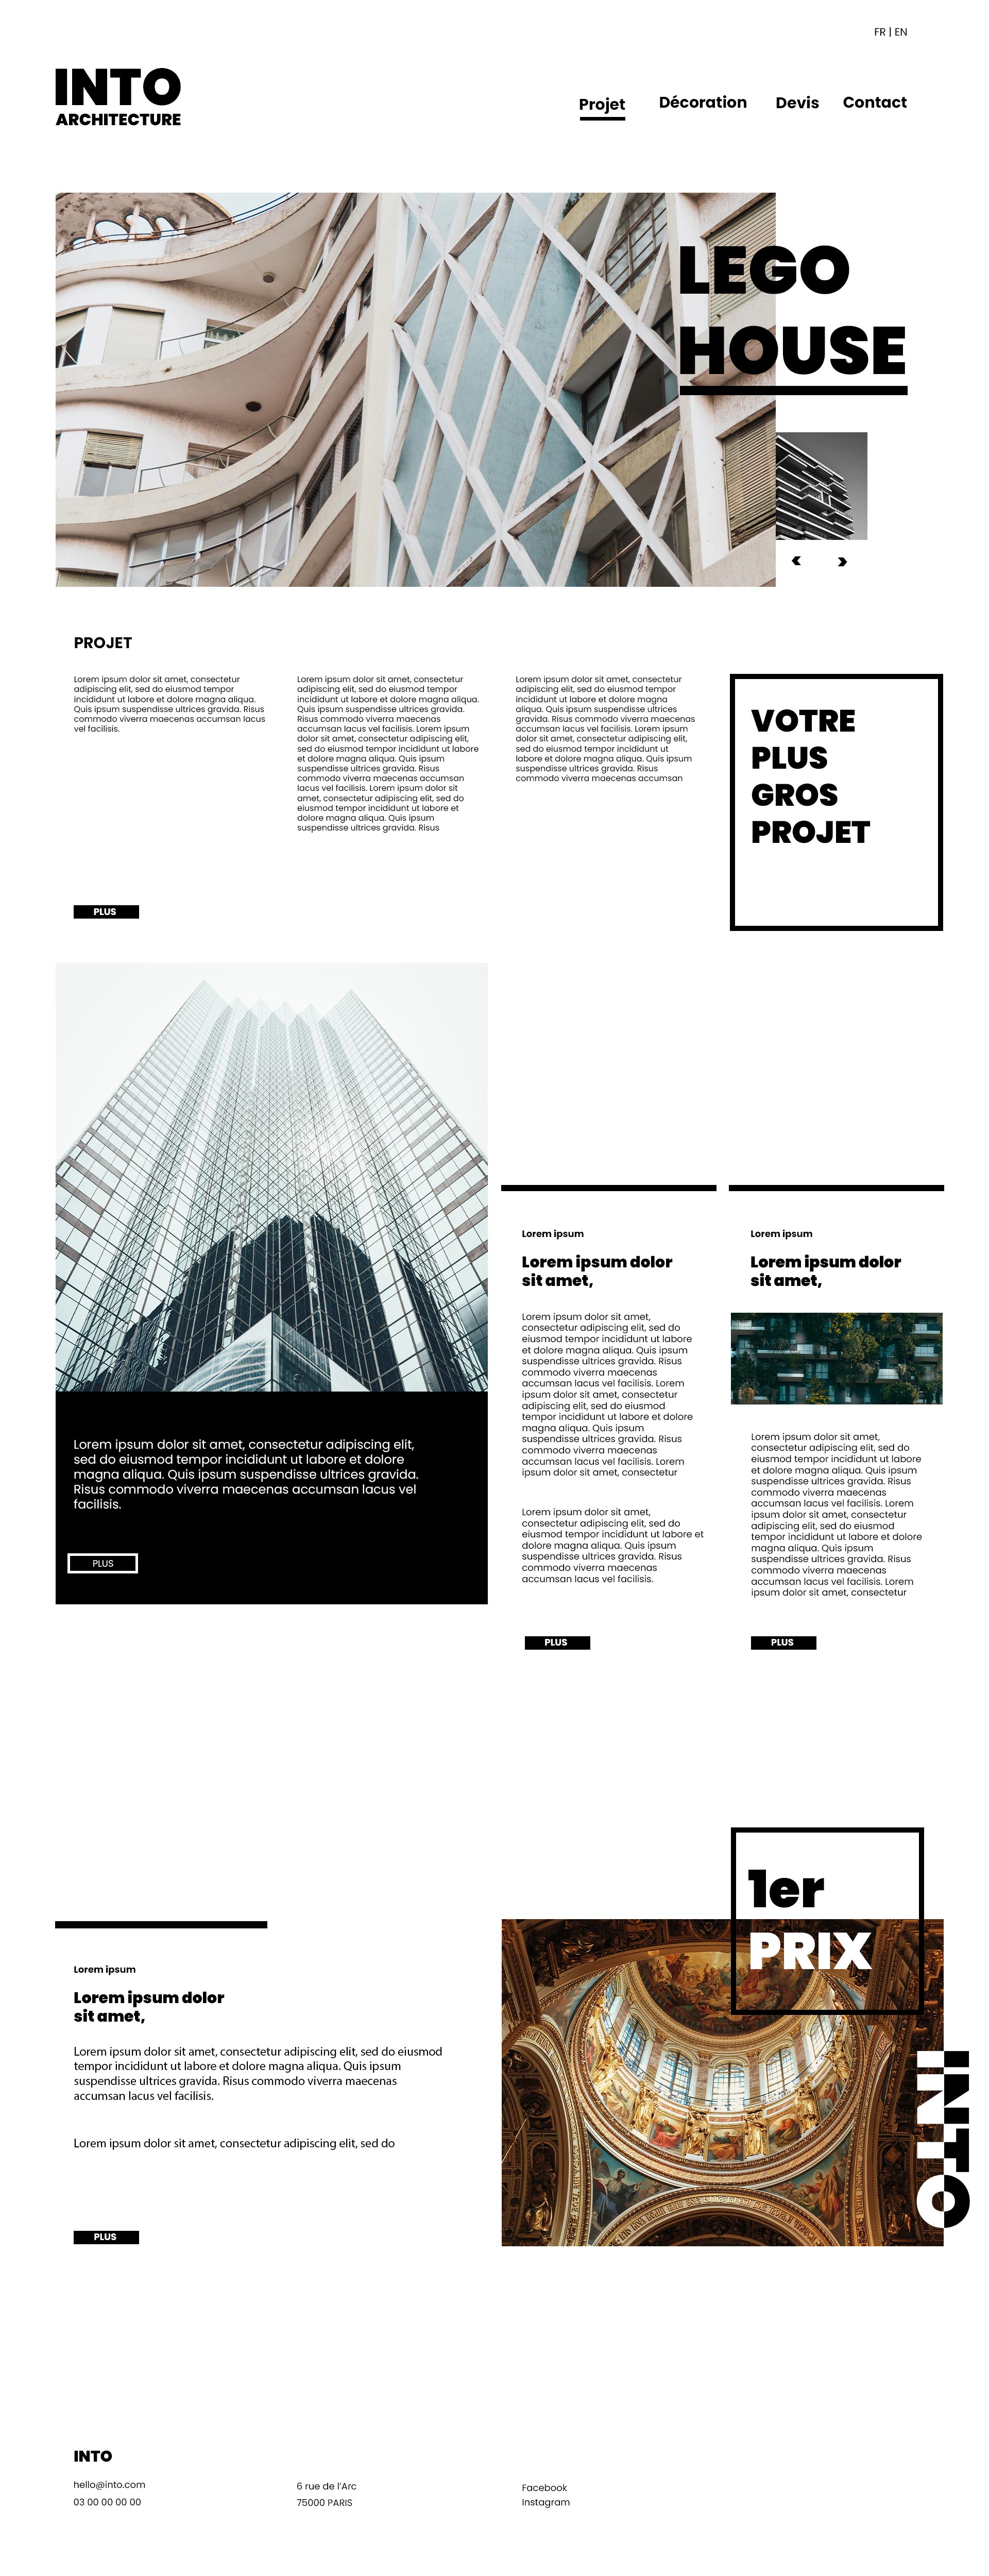 FR | EN
INTO
ARCHITECTURE
Projet
Décoration
Devis
Contact
LEGO
HOUSE
PROJET
Lorem ipsum dolor sit amet, consectetur
adipiscing elit, sed do eiusmod tempor
incididunt ut labore et dolore magna aliqua.
Quis ipsum suspendisse ultrices gravida. Risus
commodo viverra maecenas accumsan lacus
vel facilisis.
PLUS
Lorem ipsum dolor sit amet, consectetur
adipiscing elit, sed do eiusmod tempor
incididunt ut labore et dolore magna aliqua.
Quis ipsum suspendisse ultrices gravida.
Risus commodo viverra maecenas
accumsan lacus vel facilisis. Lorem ipsum
dolor sit amet, consectetur adipiscing elit,
sed do eiusmod tempor incididunt ut labore
et dolore magna aliqua. Quis ipsum
suspendisse ultrices gravida. Risus
commodo viverra maecenas accumsan
lacus vel facilisis. Lorem ipsum dolor sit
amet, consectetur adipiscing elit, sed do
eiusmod tempor incididunt ut labore et
dolore magna aliqua. Quis ipsum
suspendisse ultrices gravida. Risus
Lorem ipsum dolor sit amet, consectetur
adipiscing elit, sed do eiusmod tempor
incididunt ut labore et dolore magna
aliqua. Quis ipsum suspendisse ultrices
gravida. Risus commodo viverra maecenas
accumsan lacus vel facilisis. Lorem ipsum
dolor sit amet, consectetur adipiscing elit,
sed do eiusmod tempor incididunt ut
labore et dolore magna aliqua. Quis ipsum
suspendisse ultrices gravida. Risus
commodo viverra maecenas accumsan
VOTRE
PLUS
GROS
PROJET
Lorem ipsum dolor sit amet, consectetur adipiscing elit,
sed do eiusmod tempor incididunt ut labore et dolore
magna aliqua. Quis ipsum suspendisse ultrices gravida.
Risus commodo viverra maecenas accumsan lacus vel
facilisis.
PLUS
Lorem ipsum
Lorem ipsum dolor
sit amet,
Lorem ipsum dolor sit amet,
consectetur adipiscing elit, sed do
eiusmod tempor incididunt ut labore
et dolore magna aliqua. Quis ipsum
suspendisse ultrices gravida. Risus
commodo viverra maecenas
accumsan lacus vel facilisis. Lorem
ipsum dolor sit amet, consectetur
adipiscing elit, sed do eiusmod
tempor incididunt ut labore et dolore
magna aliqua. Quis ipsum
suspendisse ultrices gravida. Risus
commodo viverra maecenas
accumsan lacus vel facilisis. Lorem
ipsum dolor sit amet, consectetur
Lorem ipsum dolor sit amet,
consectetur adipiscing elit, sed do
eiusmod tempor incididunt ut labore et
dolore magna aliqua. Quis ipsum
suspendisse ultrices gravida. Risus
commodo viverra maecenas
accumsan lacus vel facilisis.
PLUS
Lorem ipsum
Lorem ipsum dolor
sit amet,
Lorem ipsum dolor sit amet,
consectetur adipiscing elit, sed do
eiusmod tempor incididunt ut labore
et dolore magna aliqua. Quis ipsum
suspendisse ultrices gravida. Risus
commodo viverra maecenas
accumsan lacus vel facilisis. Lorem
ipsum dolor sit amet, consectetur
adipiscing elit, sed do eiusmod
tempor incididunt ut labore et dolore
magna aliqua. Quis ipsum
suspendisse ultrices gravida. Risus
commodo viverra maecenas
accumsan lacus vel facilisis. Lorem
ipsum dolor sit amet, consectetur
PLUS
Lorem ipsum
Lorem ipsum dolor
sit amet,
Lorem ipsum dolor sit amet, consectetur adipiscing elit, sed do eiusmod
tempor incididunt ut labore et dolore magna aliqua. Quis ipsum
suspendisse ultrices gravida. Risus commodo viverra maecenas
accumsan lacus vel facilisis.
Lorem ipsum dolor sit amet, consectetur adipiscing elit, sed do
PLUS
1er
PRIX
INTO
INTO
hello@into.com
03 00 00 00 00
6 rue de l'Arc
75000 PARIS
Facebook
Instagram